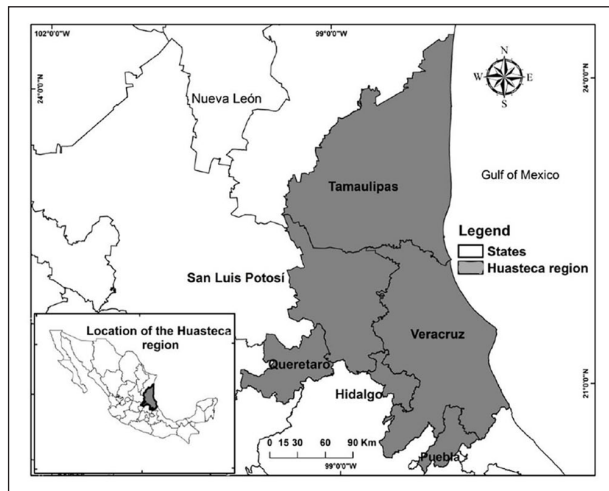 102°0'0"W
99°0'0"W
N
W E
S
24°0'0"N
24°0'0"N
Nueva León
Tamaulipas
Gulf of Mexico
Legend
States
Huasteca region
San Luis Potosí
Location of the Huasteca
region
Veracruz
Queretaro
Hidalgo
21°0'0"N
0 15 30 60 90 Km
Puebla
99°0'0"W